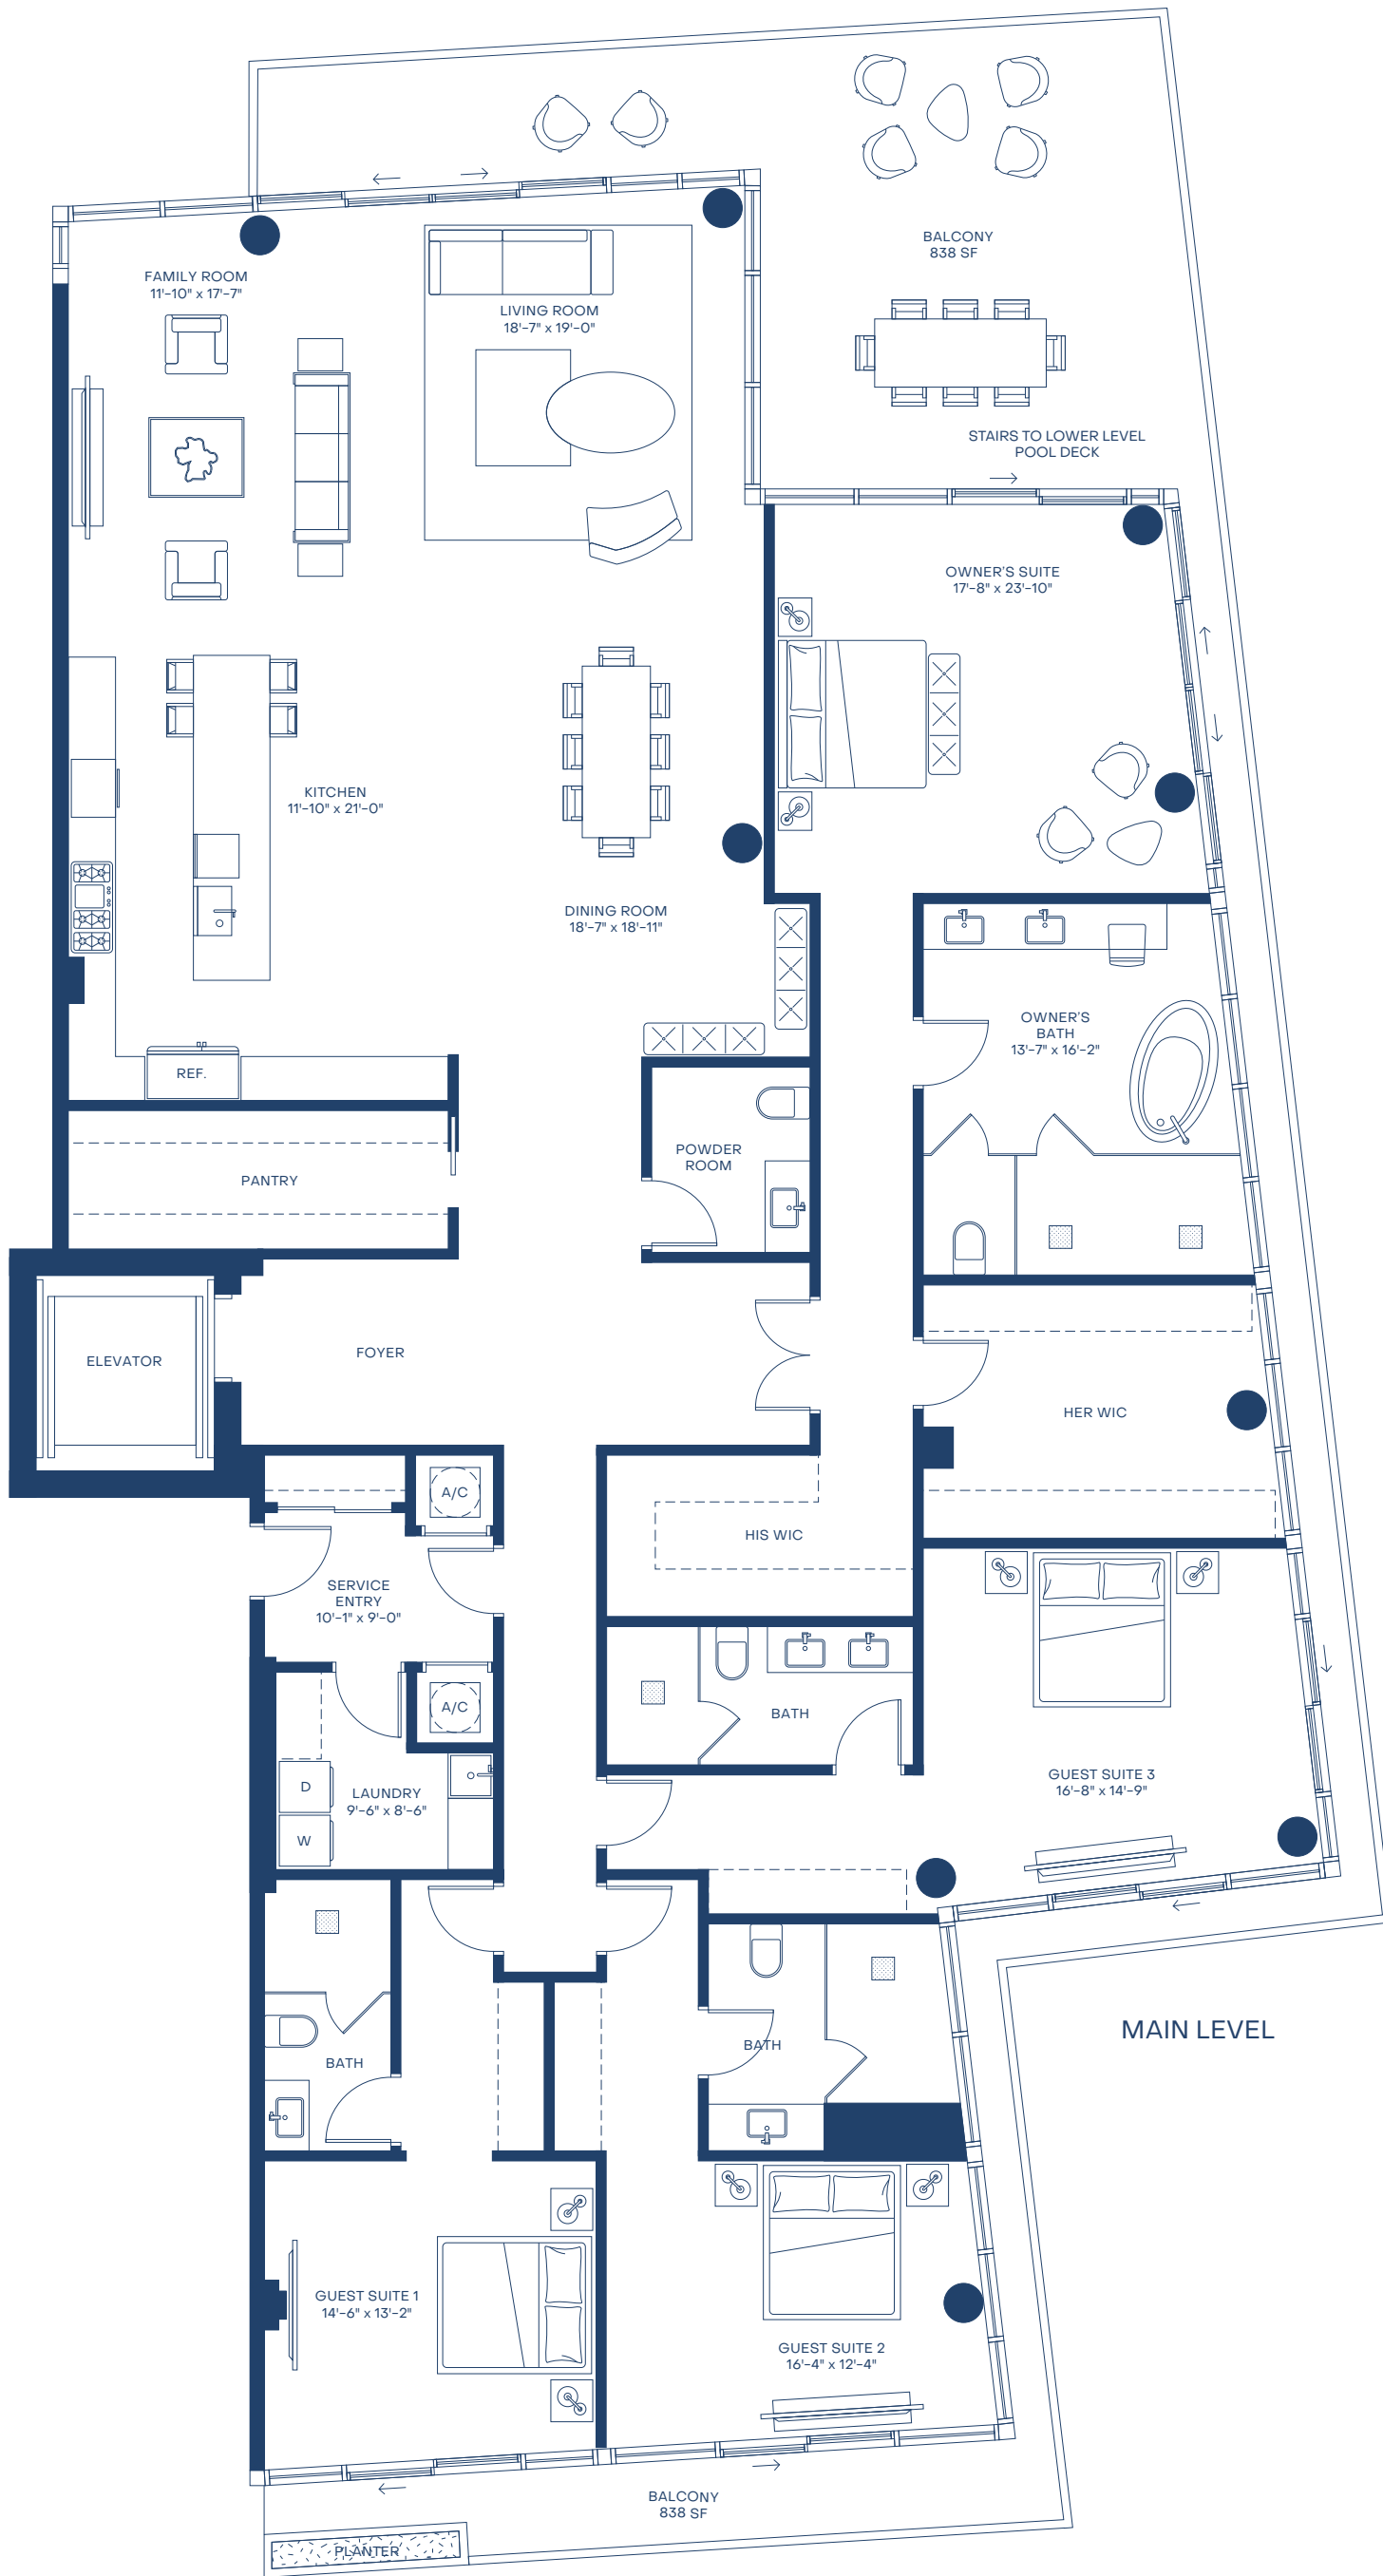 BALCONY
838 SF
FAMILY ROOM
11'-10" x 17'-7"
LIVING ROOM
18'-7" x 19'-0"
STAIRS TO LOWER LEVEL
POOL DECK
OWNER'S SUITE
17'-8" x 23'-10"
KITCHEN
11'-10" x 21'-0"
DINING ROOM
18'-7" x 18'-11"
OWNER'S
BATH
13'-7" x 16'-2"
REF.
POWDER
ROOM
PANTRY
ELEVATOR
FOYER
HER WIC
A/C
HIS WIC
SERVICE
ENTRY
10'-1" x 9'-0"
A/C
BATH
D
LAUNDRY
9'-6" x 8'-6"
W
GUEST SUITE 3
16'-8" x 14'-9"
MAIN LEVEL
BATH
BATH
GUEST SUITE 1
14'-6" x 13'-2"
GUEST SUITE 2
16'-4" x 12'-4"
BALCONY
838 SF
PLANTER